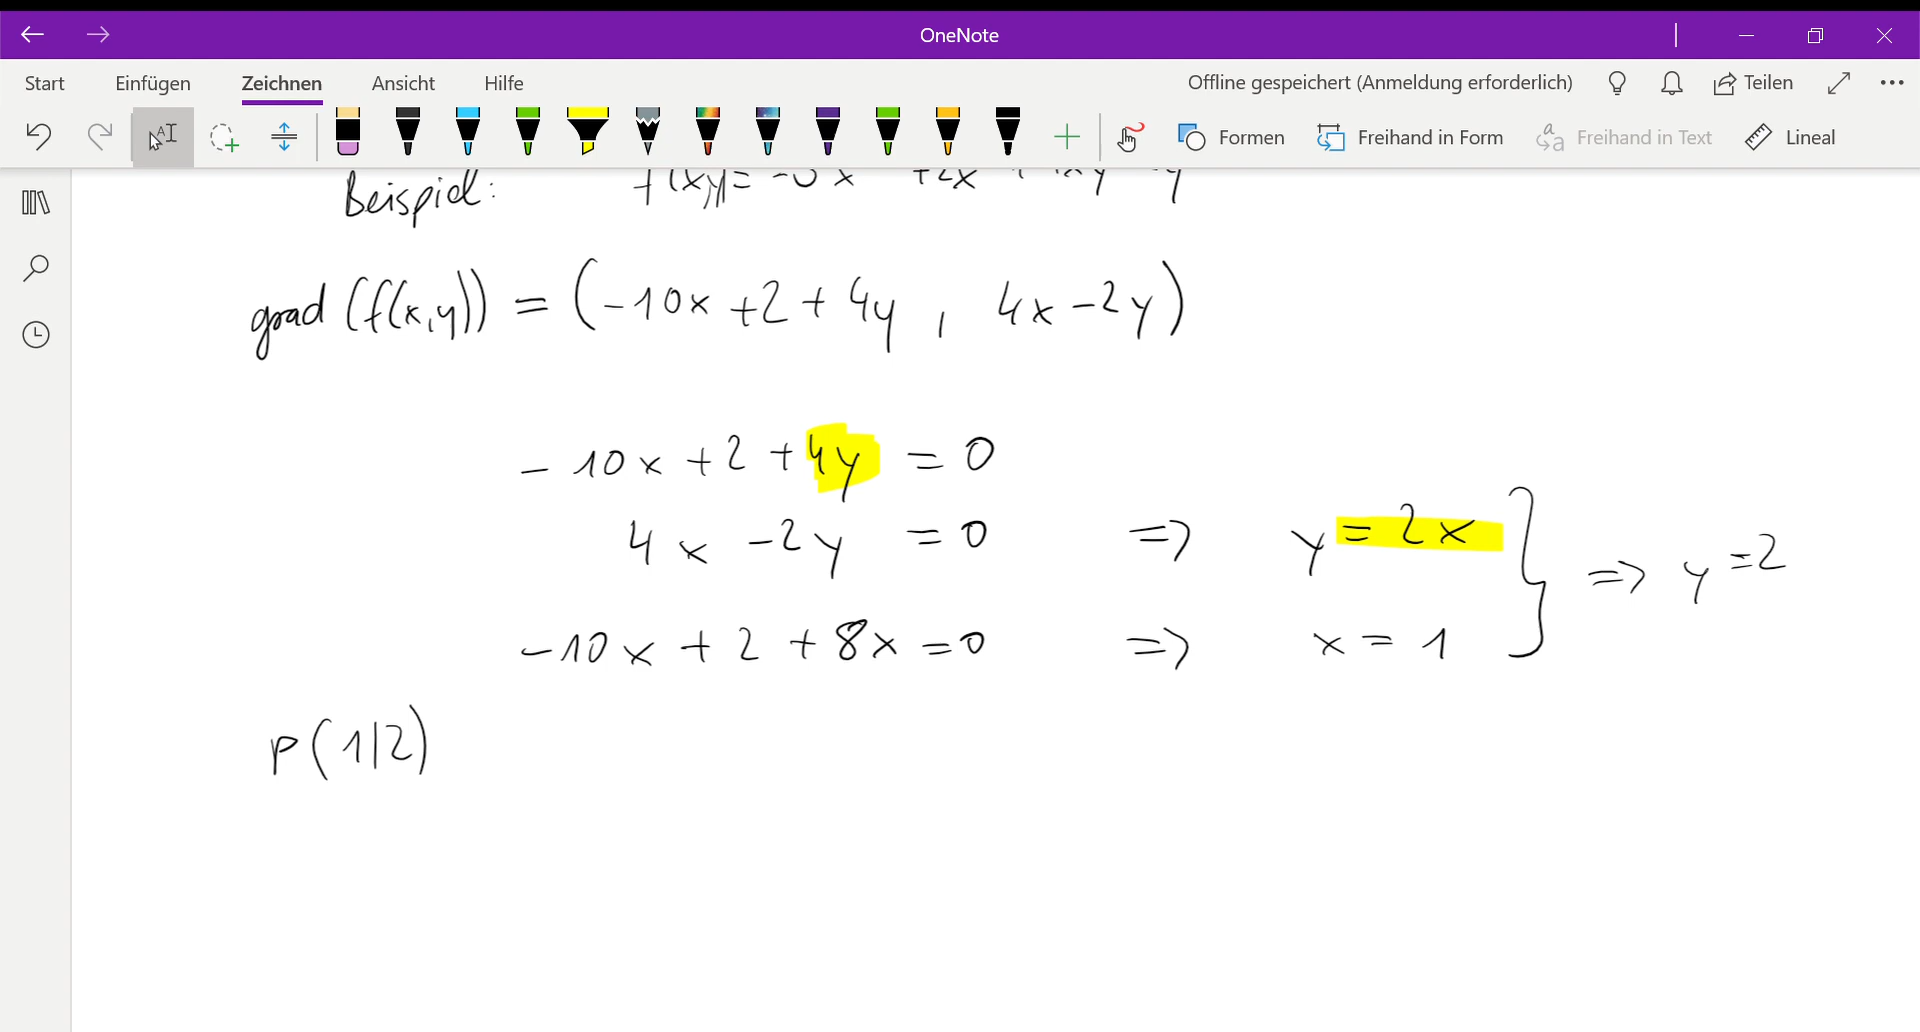 OneNote
Start Einfügen Zeichnen Ansicht Hilfe Offline gespeichert (Anmeldung erforderlich) Teilen
Formen Freihand in Form Freihand in Text Lineal
Beispiel: f(x,y)=
grad (f(x,y)) = (-10x +2 + 4y , 4x -2y)
- 10x +2 +4y = 0
4x -2y = 0 => y = 2x
=> y =2
-10x + 2 + 8x = 0 => x = 1
P(1|2)